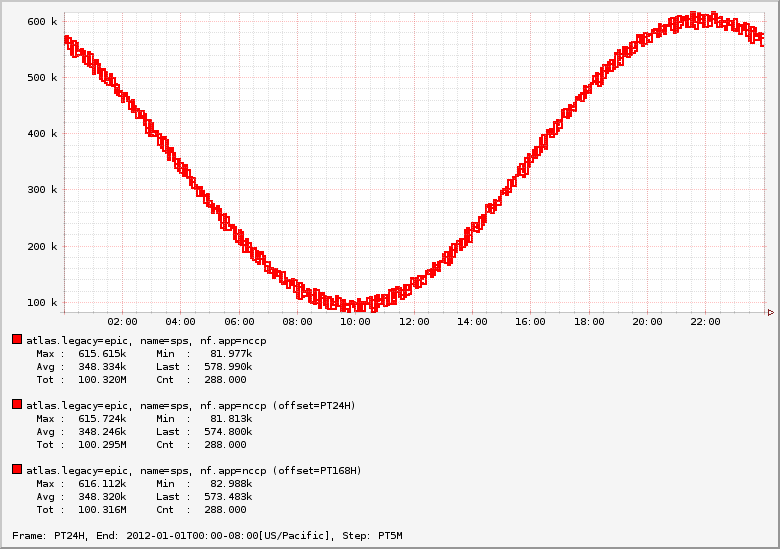 600 k
500 k
400 k
300 k
200 k
100 k
02:00 04:00 06:00 08:00 10:00 12:00 14:00 16:00 18:00 20:00 22:00
atlas.legacy=epic, name=sps, nf.app=nccp
Max : 615.615k Min : 81.977k
Avg : 348.334k Last : 578.990k
Tot : 100.320M Cnt : 288.000
atlas.legacy=epic, name=sps, nf.app=nccp (offset=PT24H)
Max : 615.724k Min : 81.813k
Avg : 348.246k Last : 574.800k
Tot : 100.295M Cnt : 288.000
atlas.legacy=epic, name=sps, nf.app=nccp (offset=PT168H)
Max : 616.112k Min : 82.988k
Avg : 348.320k Last : 573.483k
Tot : 100.316M Cnt : 288.000
Frame: PT24H, End: 2012-01-01T00:00-08:00[US/Pacific], Step: PT5M